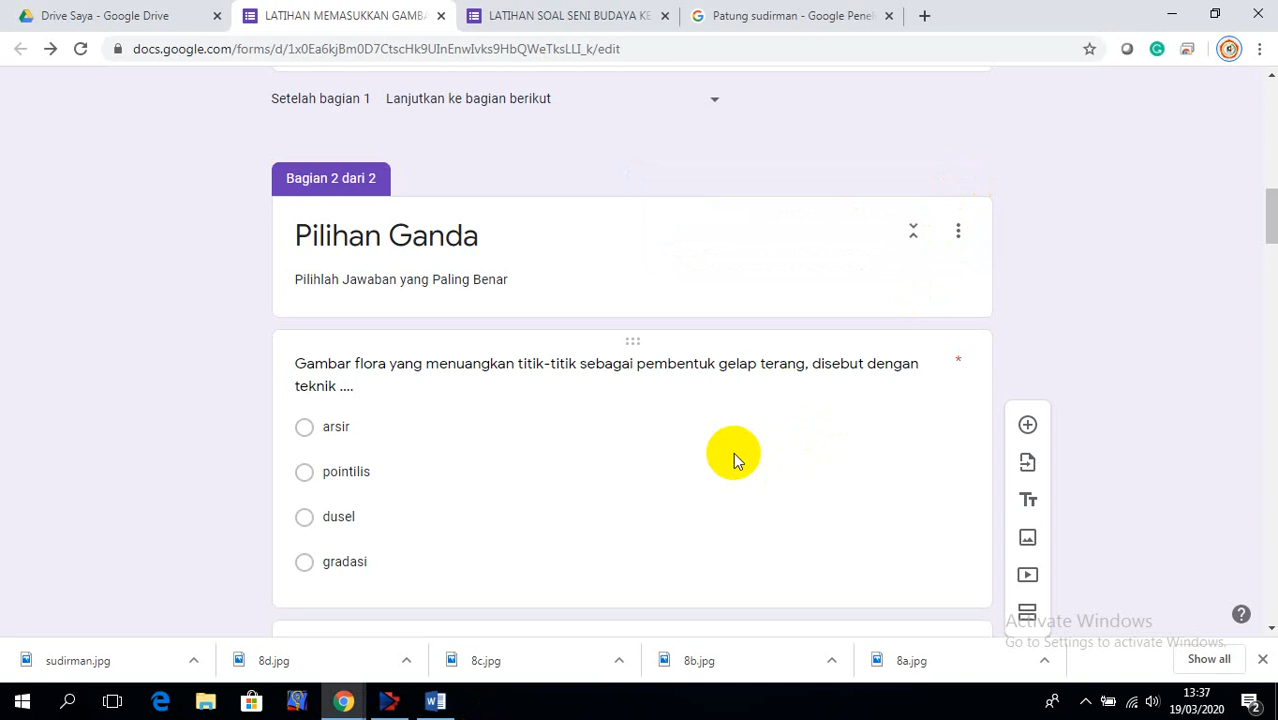 Drive Saya - Google Drive
LATIHAN MEMASUKKAN GAMBA
LATIHAN SOAL SENI BUDAYA KE
Patung sudirman - Google Penel
docs.google.com/forms/d/1x0Ea6kjBm0D7CtscHk9UInEnwIvks9HbQWeTksLLI_k/edit
Setelah bagian 1 Lanjutkan ke bagian berikut
Bagian 2 dari 2
Pilihan Ganda
Pilihlah Jawaban yang Paling Benar
Gambar flora yang menuangkan titik-titik sebagai pembentuk gelap terang, disebut dengan *
teknik ....
arsir
pointilis
dusel
gradasi
Activate Windows
Go to Settings to activate Windows.
sudirman.jpg
8d.jpg
8c.jpg
8b.jpg
8a.jpg
Show all
13:37
19/03/2020
2